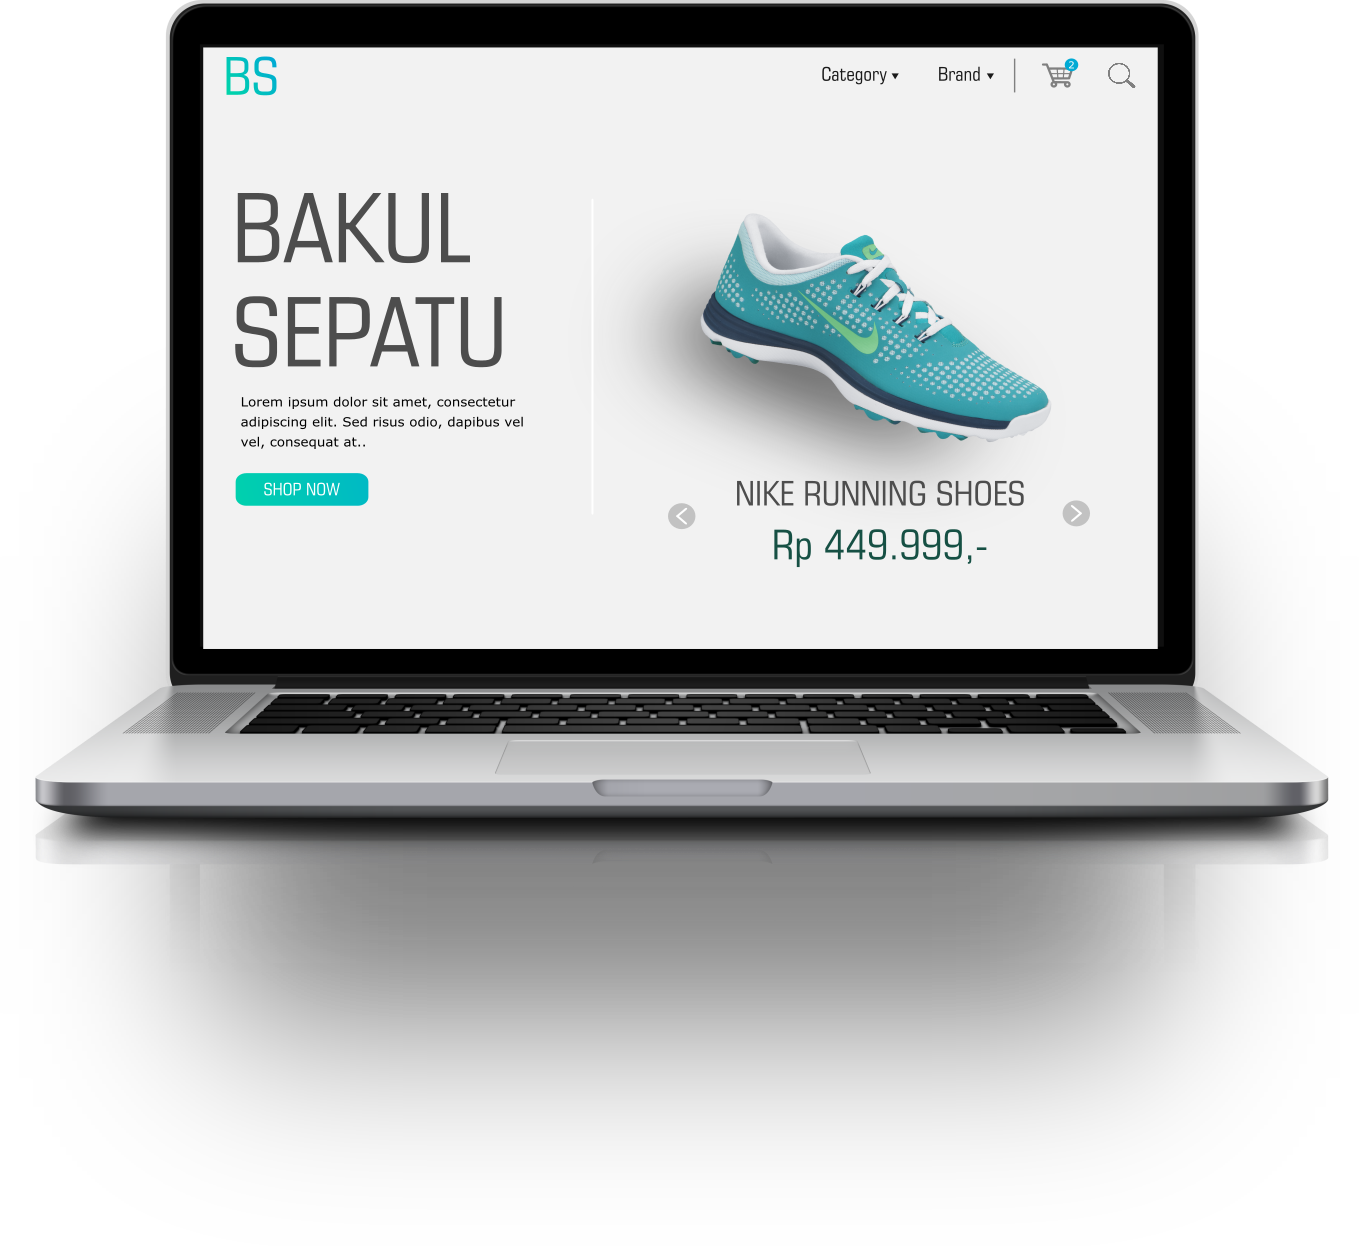 BS
Category
Brand
2
BAKUL
SEPATU
Lorem ipsum dolor sit amet, consectetur
adipiscing elit. Sed risus odio, dapibus vel
vel, consequat at..
SHOP NOW
NIKE RUNNING SHOES
Rp 449.999,-